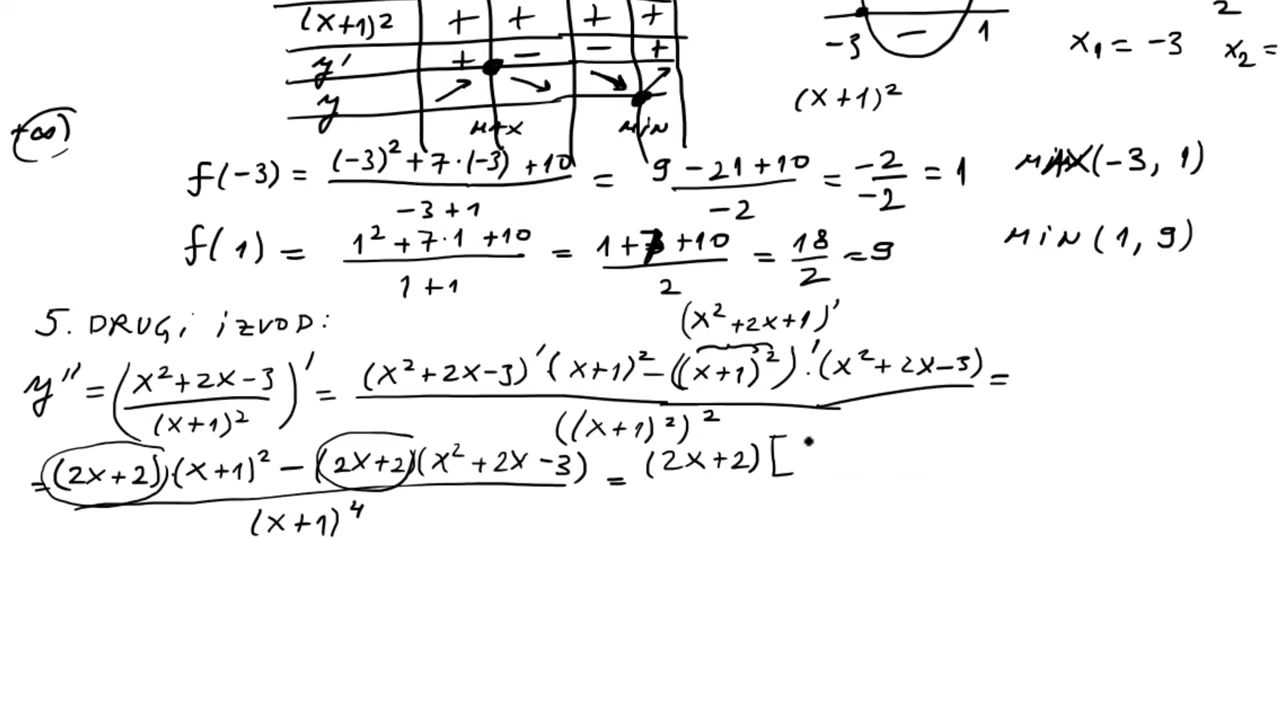 (x+1)² + + + +
-3 - 1
2
x₁ = -3 x₂ =
y' + - - +
y ↗ ↘ ↘ ↗
(x+1)²
+∞)
MAX MIN
f(-3) = ((-3)² + 7·(-3) + 10)/(-3+1) = (9 - 21 + 10)/(-2) = (-2)/(-2) = 1 MAX(-3, 1)
f(1) = (1² + 7·1 + 10)/(1+1) = (1+7+10)/2 = 18/2 = 9 MIN(1, 9)
5. DRUGI IZVOD: (x²+2x+1)'
y'' = ((x²+2x-3)/(x+1)²)' = ((x²+2x-3)'(x+1)² - ((x+1)²)'·(x²+2x-3))/((x+1)²)² =
= ((2x+2)·(x+1)² - (2x+2)(x²+2x-3))/(x+1)⁴ = (2x+2)[